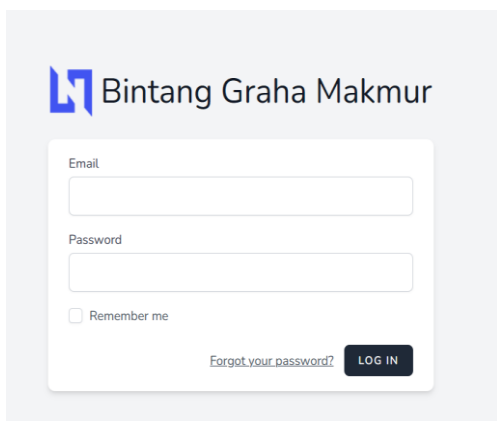 Bintang Graha Makmur
Email
Password
Remember me
Forgot your password? LOG IN